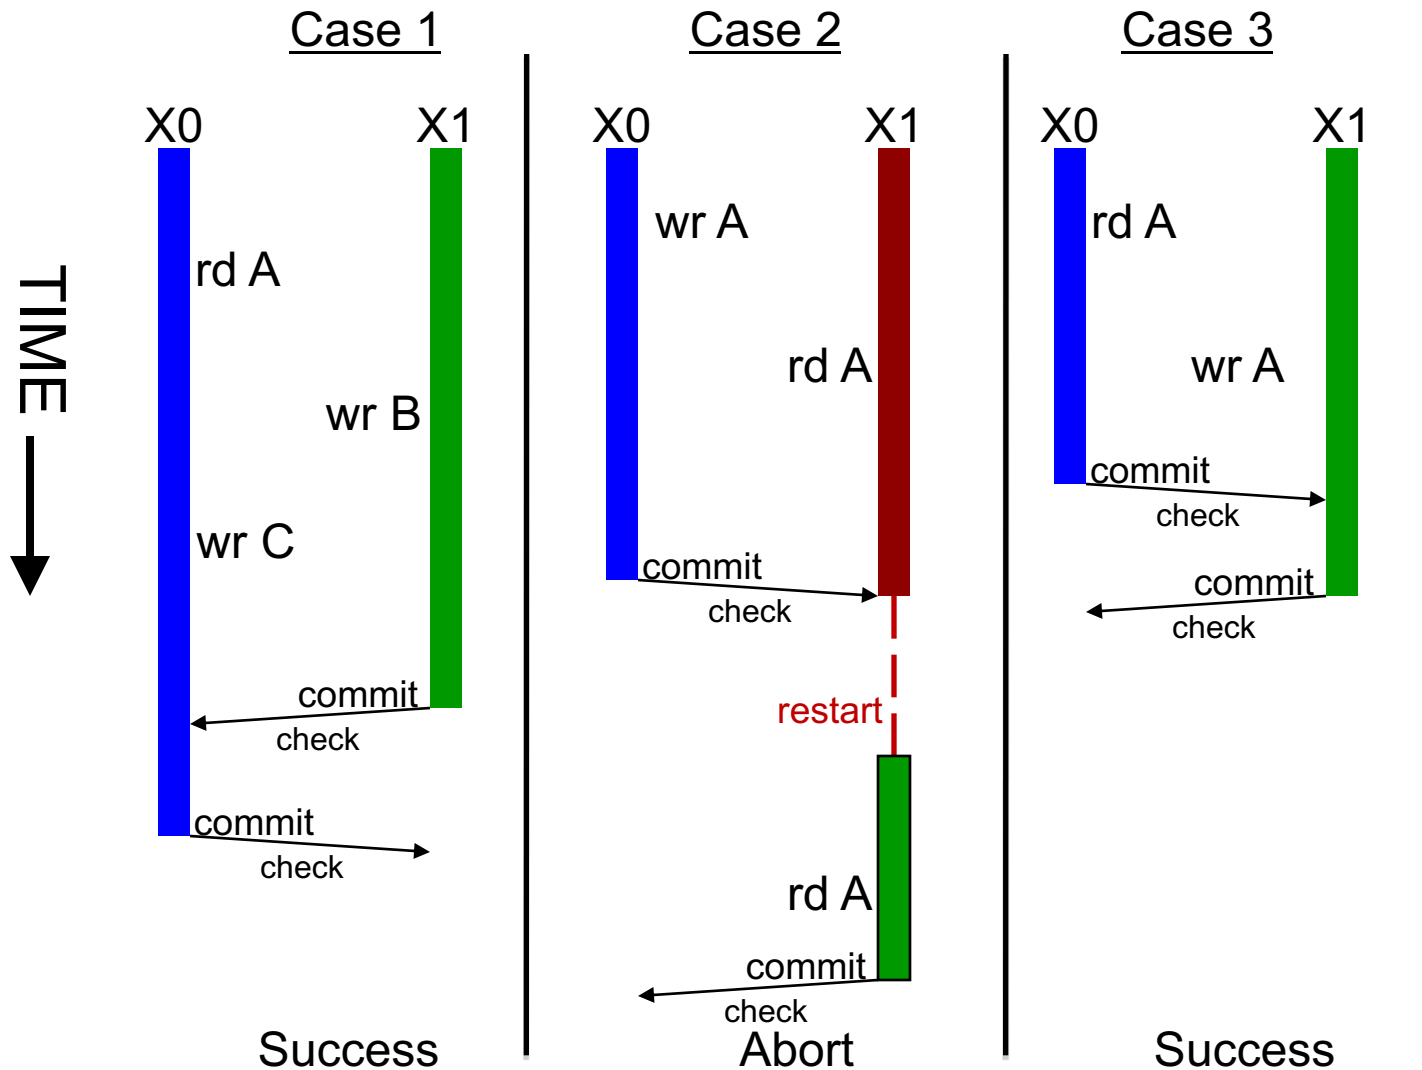 Case 1
Case 2
Case 3
X0
X1
X0
X1
X0
X1
TIME
rd A
wr B
wr C
commit
check
commit
check
wr A
rd A
commit
check
restart
rd A
commit
check
rd A
wr A
commit
check
commit
check
Success
Abort
Success